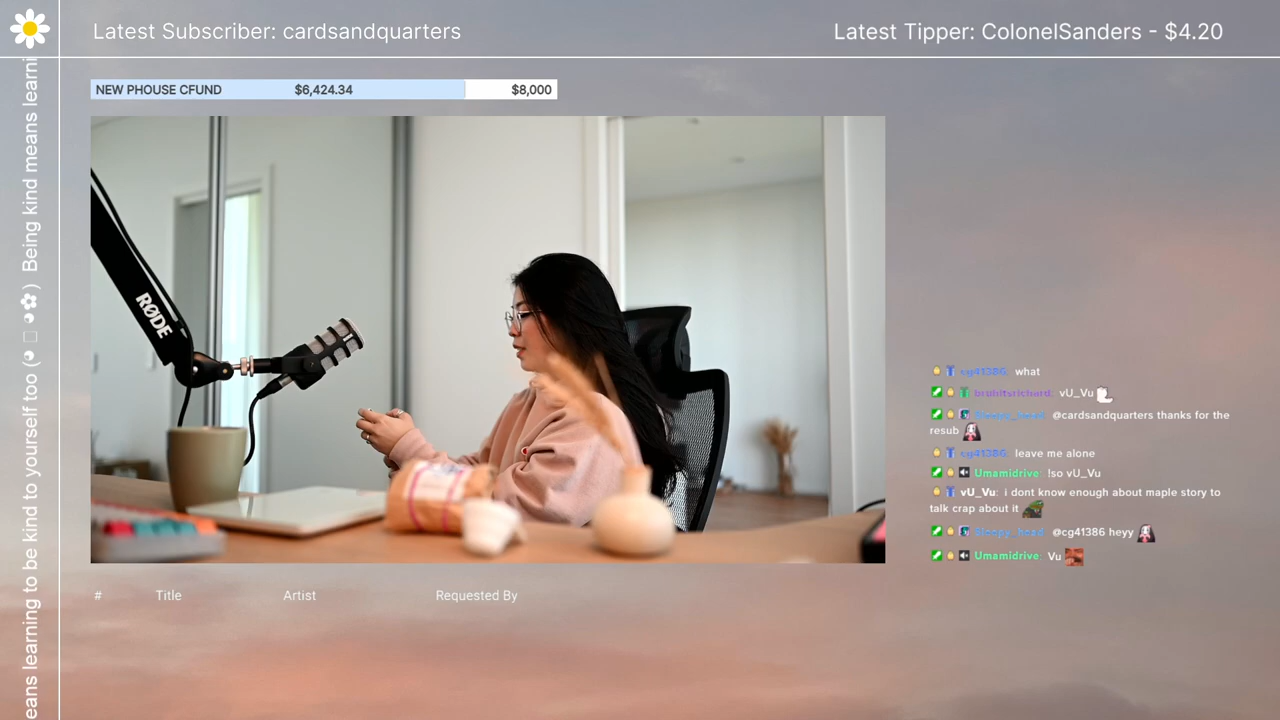 Latest Subscriber: cardsandquarters
Latest Tipper: ColonelSanders - $4.20
eans learning to be kind to yourself too (◕ □ ◕✿) Being kind means learni
NEW PHOUSE CFUND $6,424.34 $8,000
RØDE
cg41386: what
bruhitsrichard: vU_Vu
@cardsandquarters thanks for the
resub
cg41386: leave me alone
Umamidrive: !so vU_Vu
vU_Vu: i dont know enough about maple story to
talk crap about it
@cg41386 heyy
Umamidrive: Vu
# Title Artist Requested By